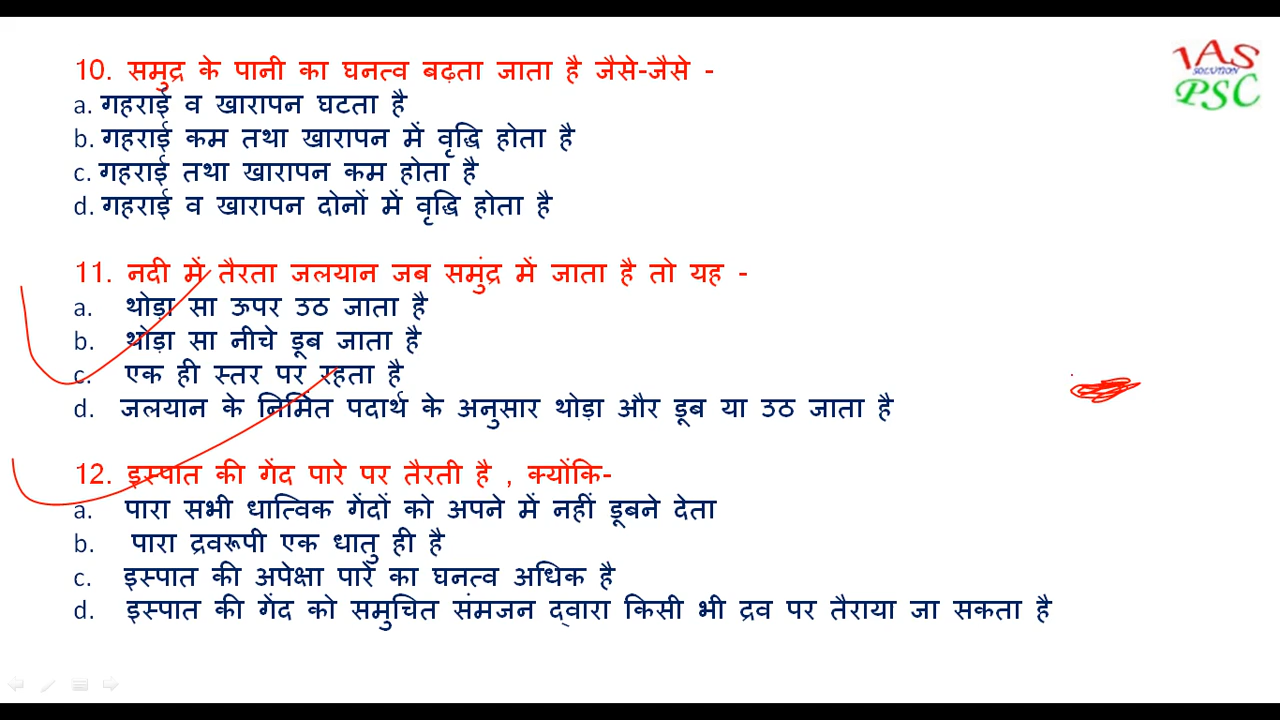 10. समुद्र के पानी का घनत्व बढ़ता जाता है जैसे-जैसे -
a. गहराई व खारापन घटता है
b. गहराई कम तथा खारापन में वृद्धि होता है
c. गहराई तथा खारापन कम होता है
d. गहराई व खारापन दोनों में वृद्धि होता है
11. नदी में तैरता जलयान जब समुंद्र में जाता है तो यह -
a. थोड़ा सा ऊपर उठ जाता है
b. थोड़ा सा नीचे डूब जाता है
c. एक ही स्तर पर रहता है
d. जलयान के निर्मित पदार्थ के अनुसार थोड़ा और डूब या उठ जाता है
12. इस्पात की गेंद पारे पर तैरती है , क्योंकि-
a. पारा सभी धात्विक गेंदों को अपने में नहीं डूबने देता
b. पारा द्रवरूपी एक धातु ही है
c. इस्पात की अपेक्षा पारे का घनत्व अधिक है
d. इस्पात की गेंद को समुचित संमजन द्वारा किसी भी द्रव पर तैराया जा सकता है
IAS
SOLUTION
PSC